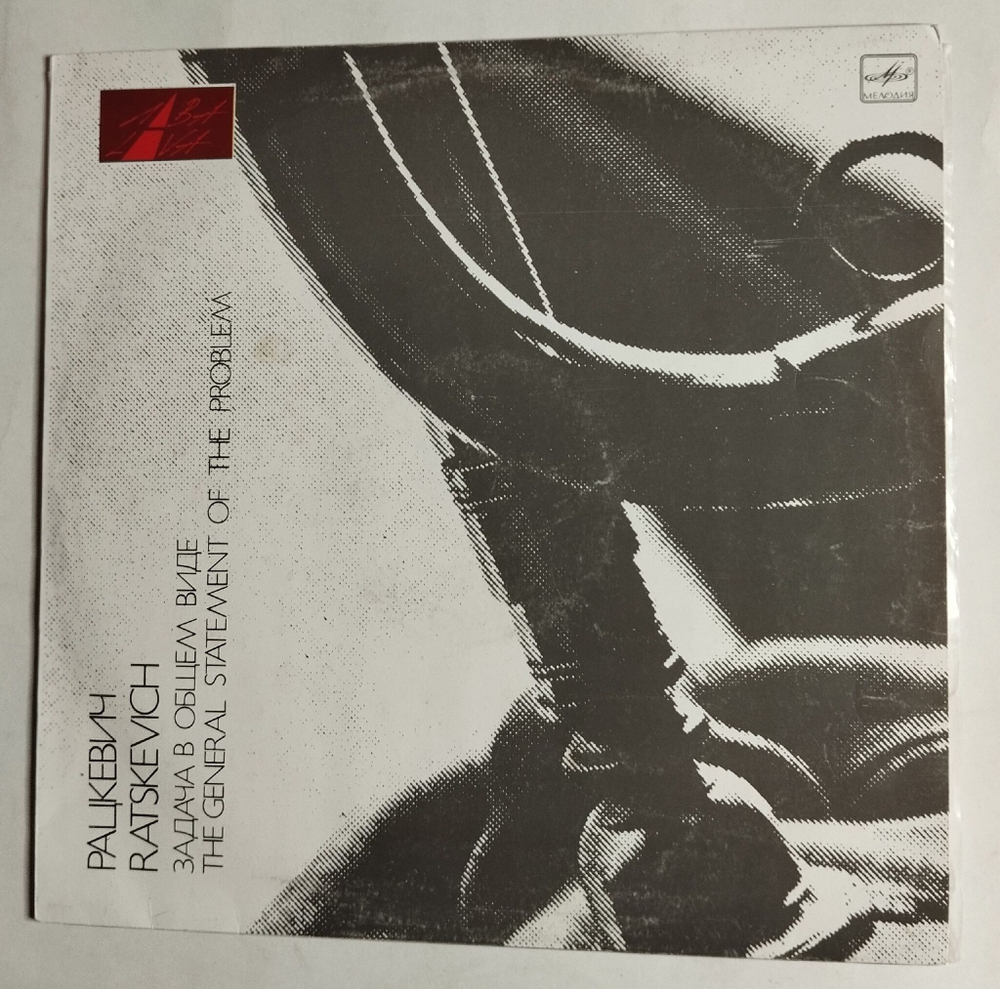 РАЦКЕВИЧ
RATSKEVICH
ЗАДАЧА В ОБЩЕМ ВИДЕ
THE GENERAL STATEMENT OF THE PROBLEM
МЕЛОДИЯ